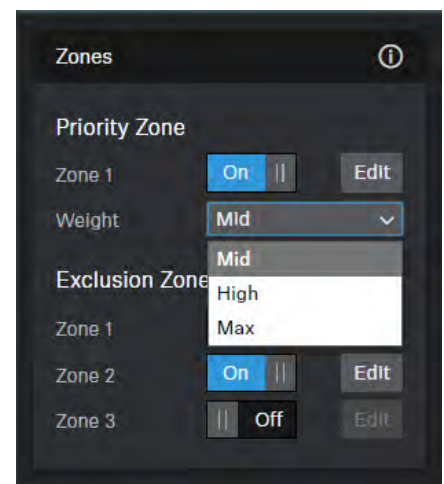 Zones
Priority Zone
Zone 1 On Edit
Weight Mid
Mid
Exclusion Zone
High
Zone 1 Max
Zone 2 On Edit
Zone 3 Off Edit